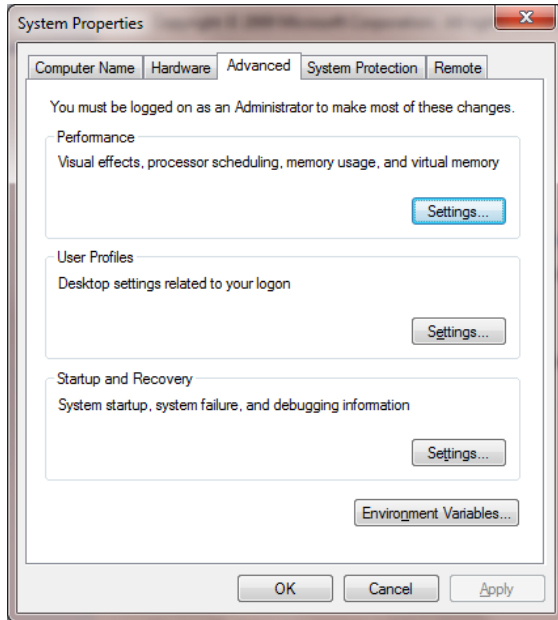 System Properties
Computer Name Hardware Advanced System Protection Remote
You must be logged on as an Administrator to make most of these changes.
Performance
Visual effects, processor scheduling, memory usage, and virtual memory
Settings...
User Profiles
Desktop settings related to your logon
Settings...
Startup and Recovery
System startup, system failure, and debugging information
Settings...
Environment Variables...
OK Cancel Apply